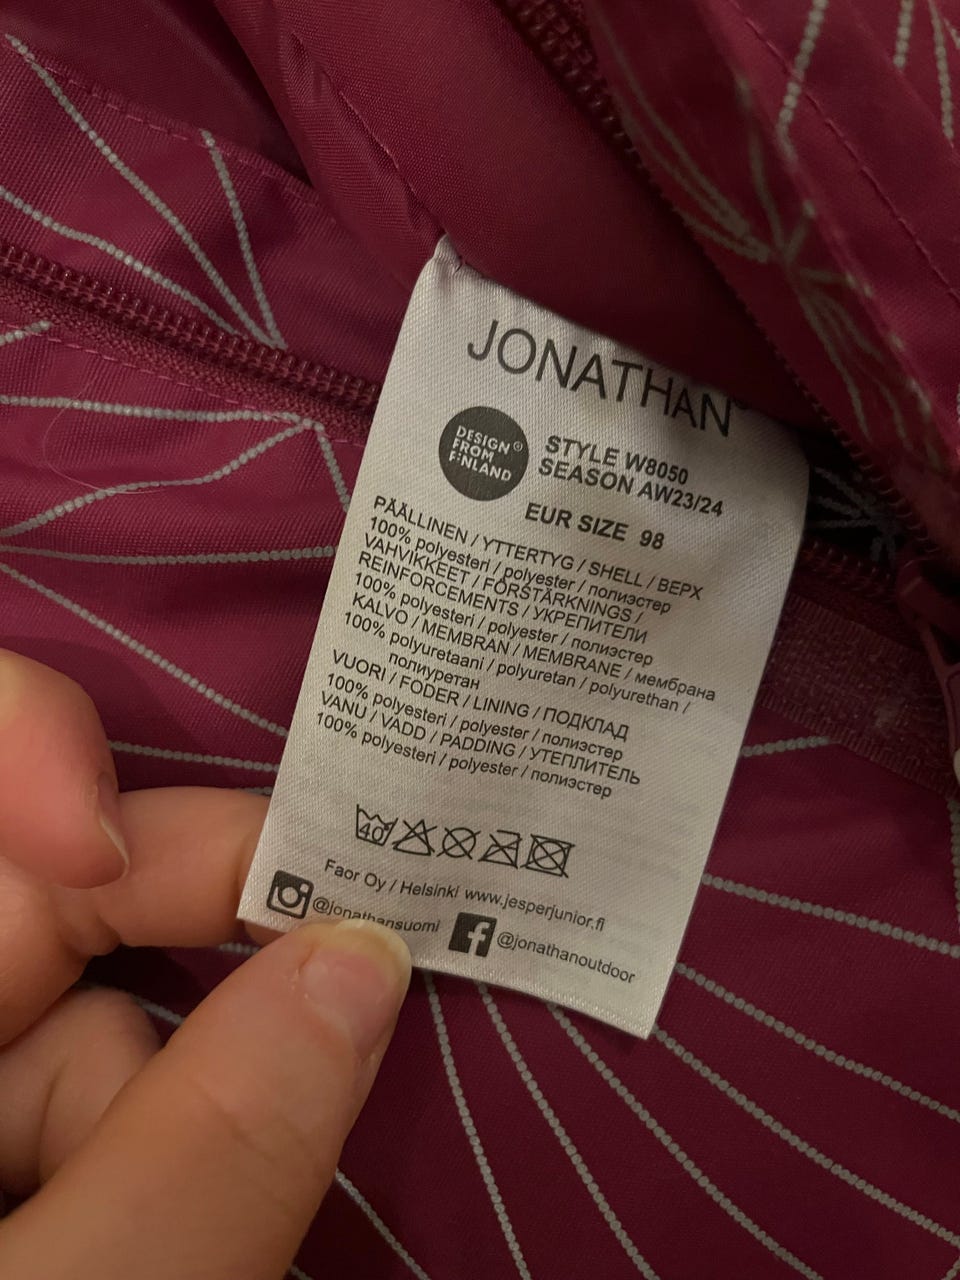 JONATHAN®
DESIGN®
FROM
FINLAND
STYLE W8050
SEASON AW23/24
EUR SIZE 98
PÄÄLLINEN / YTTERTYG / SHELL / ВЕРХ
100% polyesteri / polyester / полиэстер
VAHVIKKEET / FÖRSTÄRKNINGS /
REINFORCEMENTS / УКРЕПИТЕЛИ
100% polyesteri / polyester / полиэстер
KALVO / MEMBRAN / MEMBRANE / мембрана
100% polyuretaani / polyuretan / polyurethan /
полиуретан
VUORI / FODER / LINING / ПОДКЛАД
100% polyesteri / polyester / полиэстер
VANU / VADD / PADDING / УТЕПЛИТЕЛЬ
100% polyesteri / polyester / полиэстер
40°
Faor Oy / Helsinki www.jesperjunior.fi
@jonathansuomi
@jonathanoutdoor